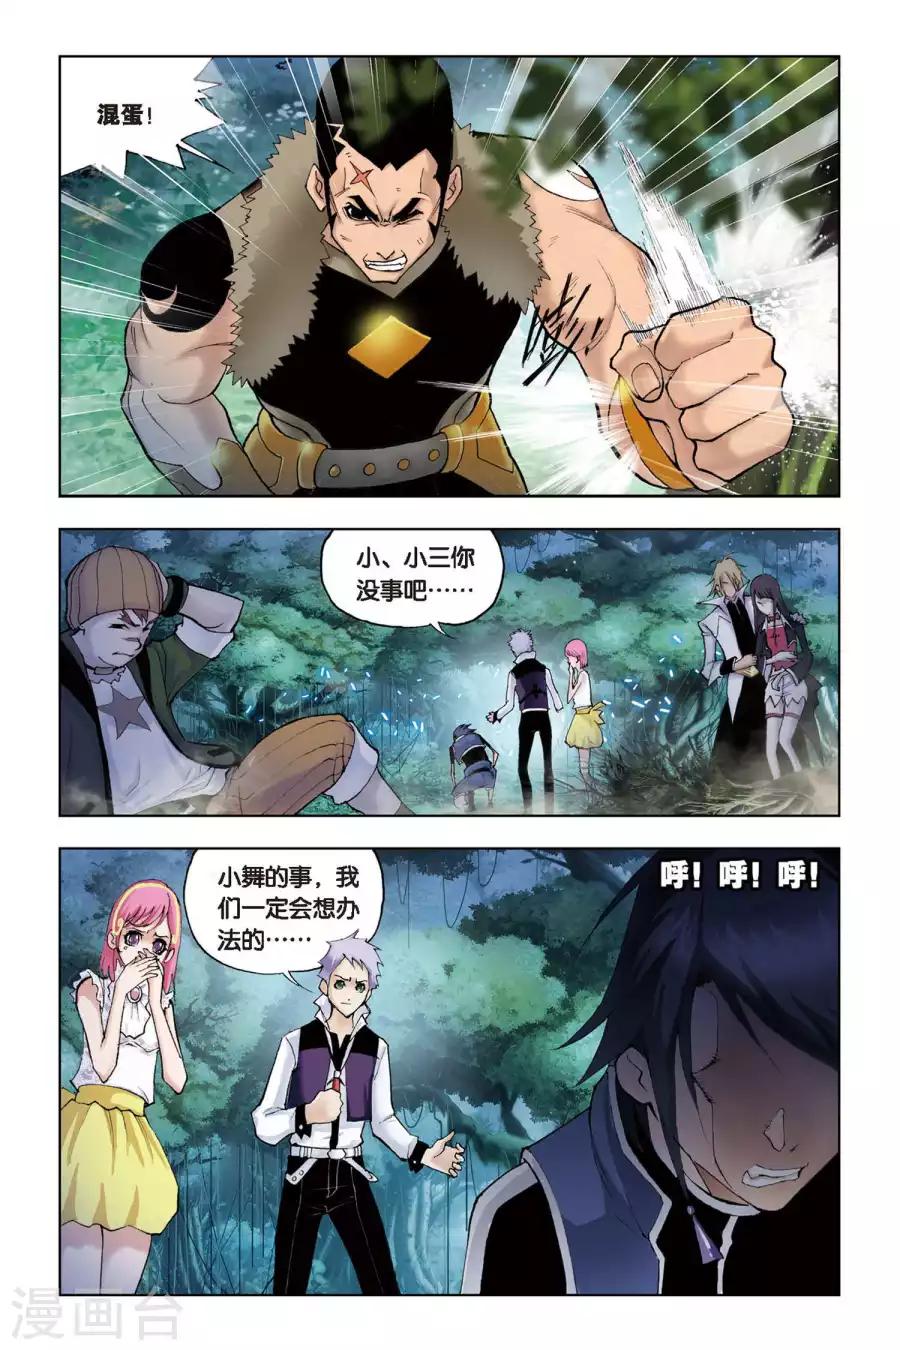 混蛋！
小、小三你
没事吧……
呼！呼！呼！
小舞的事，我
们一定会想办
法的……
漫画台